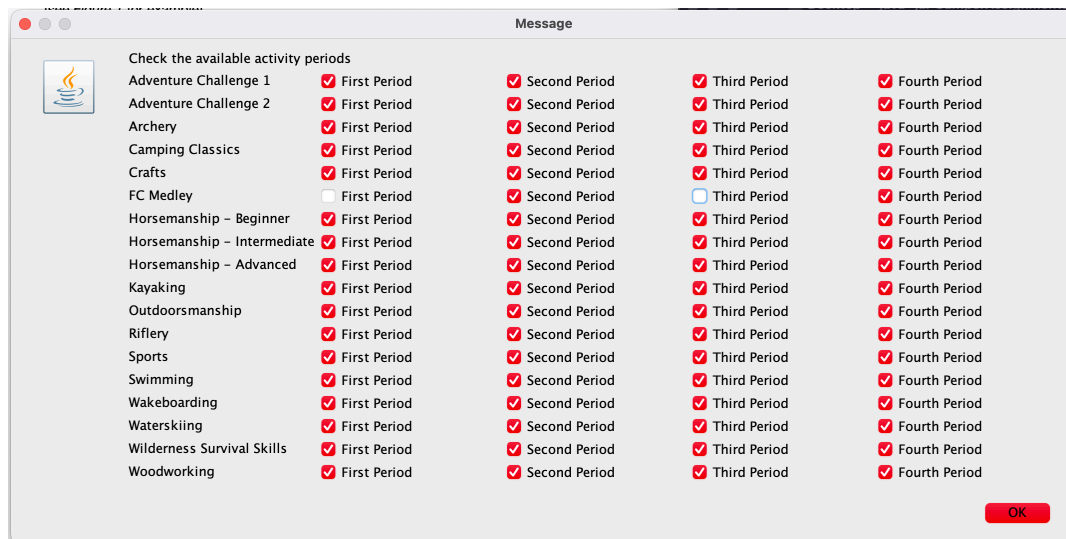 Message
Check the available activity periods
Adventure Challenge 1 First Period Second Period Third Period Fourth Period
Adventure Challenge 2 First Period Second Period Third Period Fourth Period
Archery First Period Second Period Third Period Fourth Period
Camping Classics First Period Second Period Third Period Fourth Period
Crafts First Period Second Period Third Period Fourth Period
FC Medley First Period Second Period Third Period Fourth Period
Horsemanship – Beginner First Period Second Period Third Period Fourth Period
Horsemanship – Intermediate First Period Second Period Third Period Fourth Period
Horsemanship – Advanced First Period Second Period Third Period Fourth Period
Kayaking First Period Second Period Third Period Fourth Period
Outdoorsmanship First Period Second Period Third Period Fourth Period
Riflery First Period Second Period Third Period Fourth Period
Sports First Period Second Period Third Period Fourth Period
Swimming First Period Second Period Third Period Fourth Period
Wakeboarding First Period Second Period Third Period Fourth Period
Waterskiing First Period Second Period Third Period Fourth Period
Wilderness Survival Skills First Period Second Period Third Period Fourth Period
Woodworking First Period Second Period Third Period Fourth Period
OK